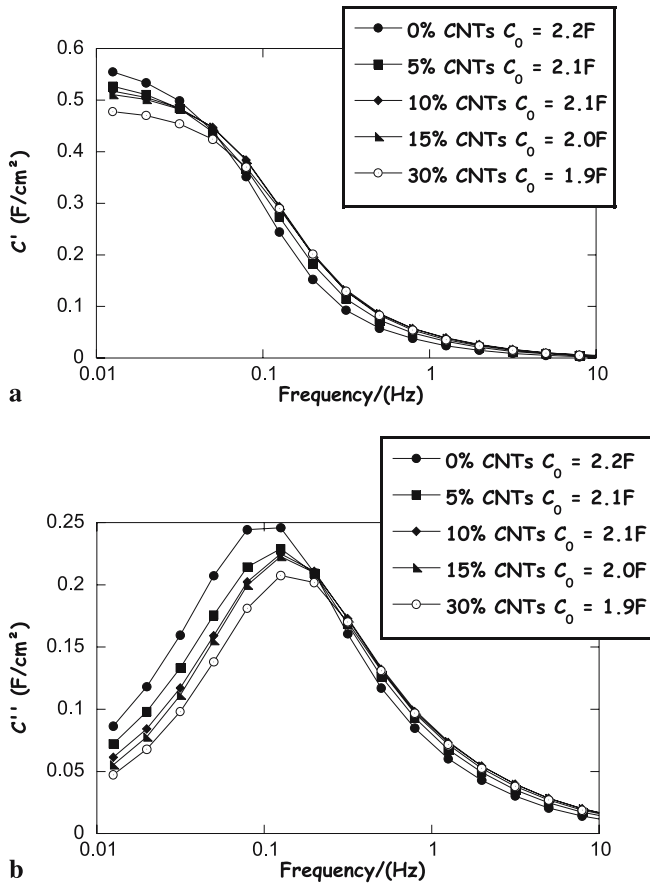 0% CNTs C₀ = 2.2F
5% CNTs C₀ = 2.1F
10% CNTs C₀ = 2.1F
15% CNTs C₀ = 2.0F
30% CNTs C₀ = 1.9F
0.6
0.5
0.4
0.3
0.2
0.1
0
C' (F/cm²)
0.01 0.1 1 10
Frequency/(Hz)
a
0% CNTs C₀ = 2.2F
5% CNTs C₀ = 2.1F
10% CNTs C₀ = 2.1F
15% CNTs C₀ = 2.0F
30% CNTs C₀ = 1.9F
0.25
0.2
0.15
0.1
0.05
0
C'' (F/cm²)
0.01 0.1 1 10
Frequency/(Hz)
b